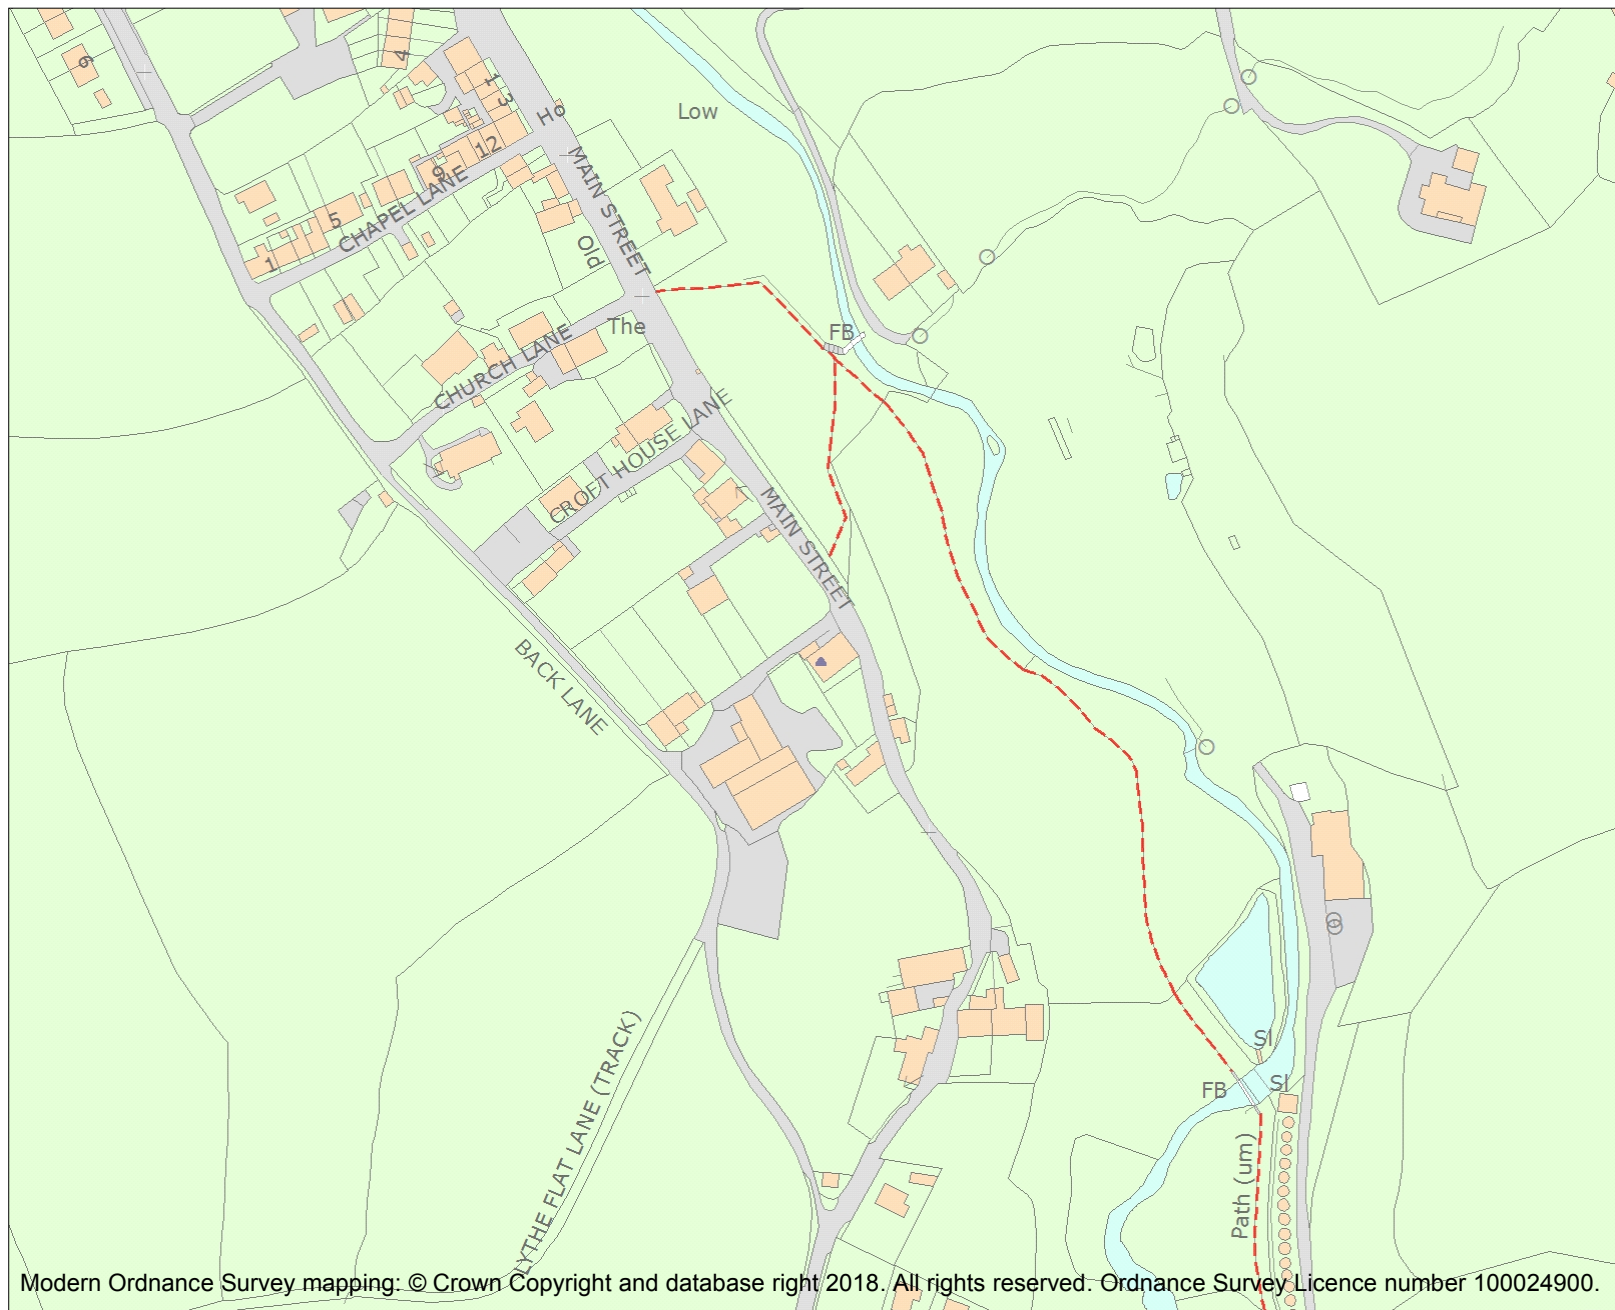 6
4
1
3
Ho
12
9
5
1
Low
CHAPEL LANE
MAIN STREET
Old
The
FB
CHURCH LANE
CROFT HOUSE LANE
MAIN STREET
BACK LANE
LYTHE FLAT LANE (TRACK)
Sl
Sl
FB
Path (um)
Modern Ordnance Survey mapping: © Crown Copyright and database right 2018. All rights reserved. Ordnance Survey Licence number 100024900.